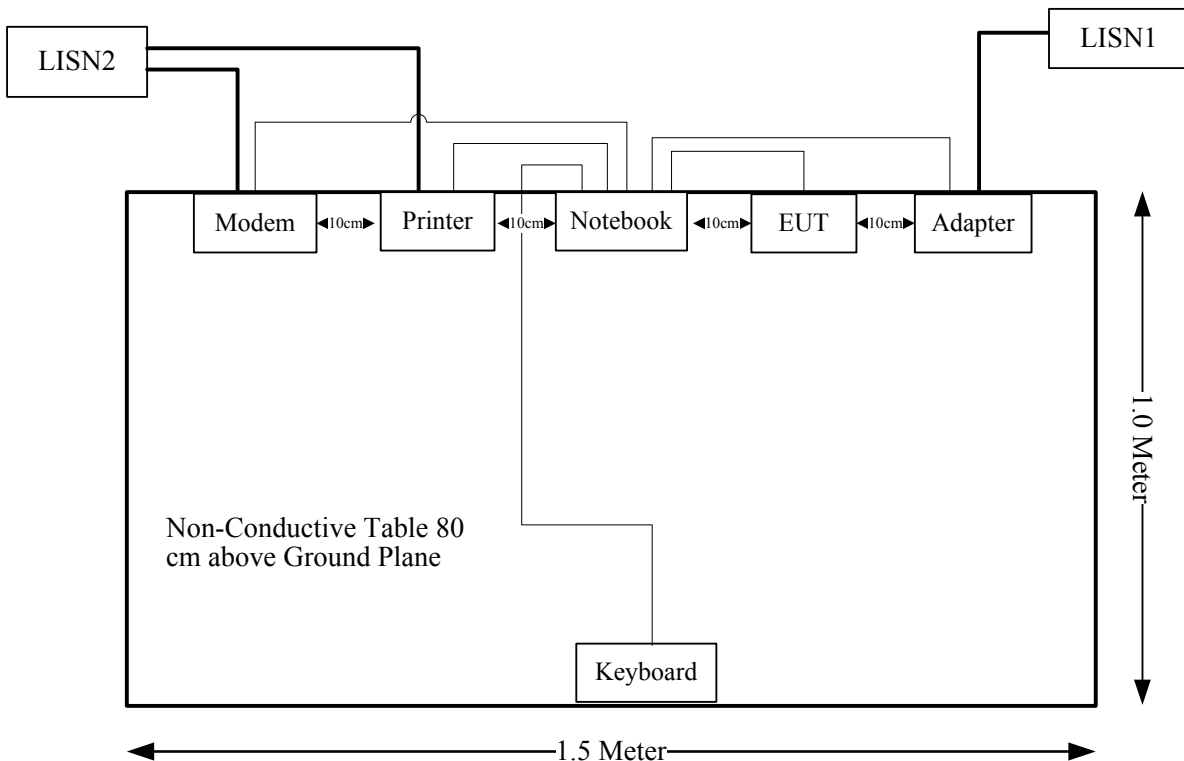 LISN2
LISN1
Modem
10cm
Printer
10cm
Notebook
10cm
EUT
10cm
Adapter
1.0 Meter
Non-Conductive Table 80
cm above Ground Plane
Keyboard
1.5 Meter